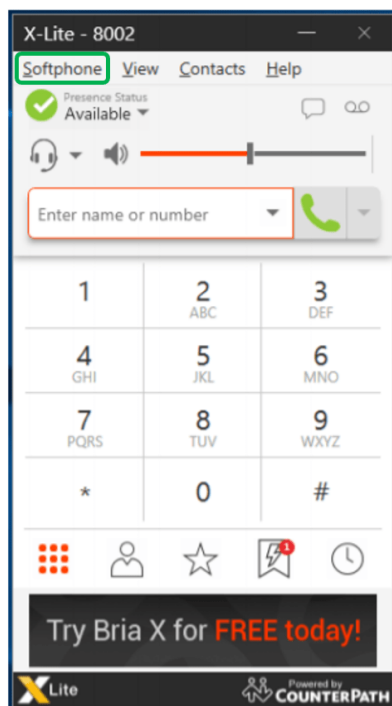 X-Lite - 8002
Softphone View Contacts Help
Presence Status
Available
Enter name or number
1 2 3
ABC DEF
4 5 6
GHI JKL MNO
7 8 9
PQRS TUV WXYZ
* 0 #
1
Try Bria X for FREE today!
X Lite
Powered by
COUNTERPATH